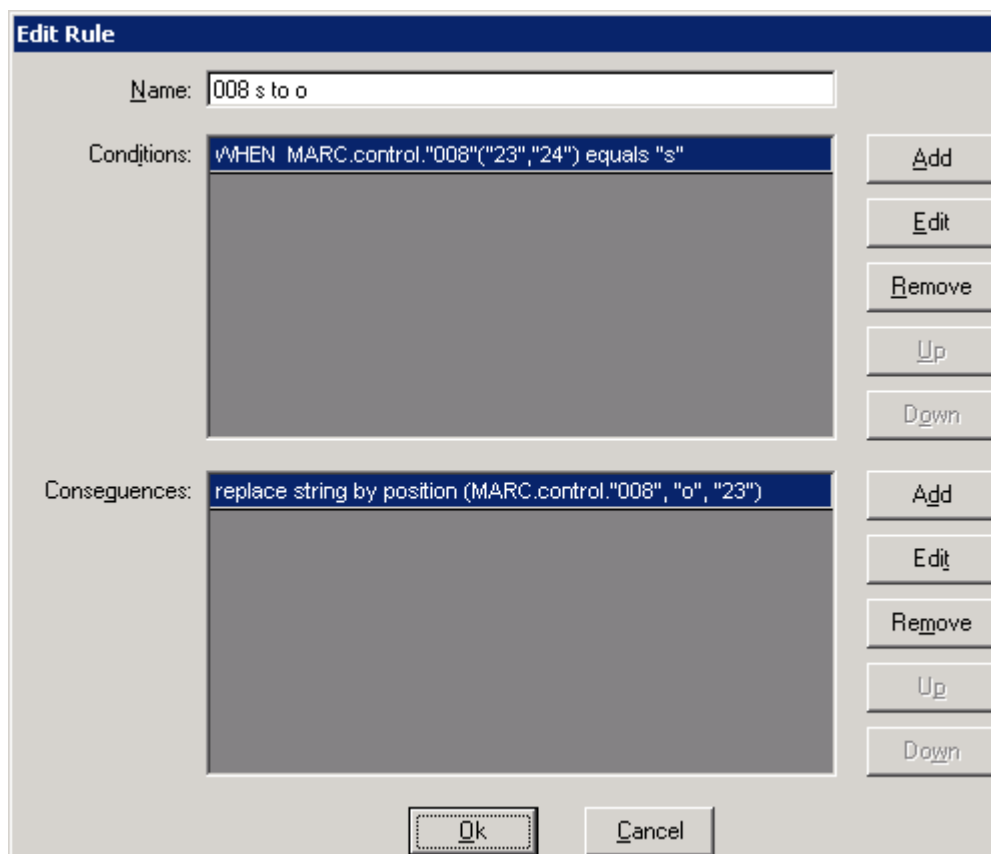 Edit Rule
Name: 008 s to o
Conditions: WHEN MARC.control."008"("23","24") equals "s"
Add
Edit
Remove
Up
Down
Consequences: replace string by position (MARC.control."008", "o", "23")
Add
Edit
Remove
Up
Down
Ok Cancel